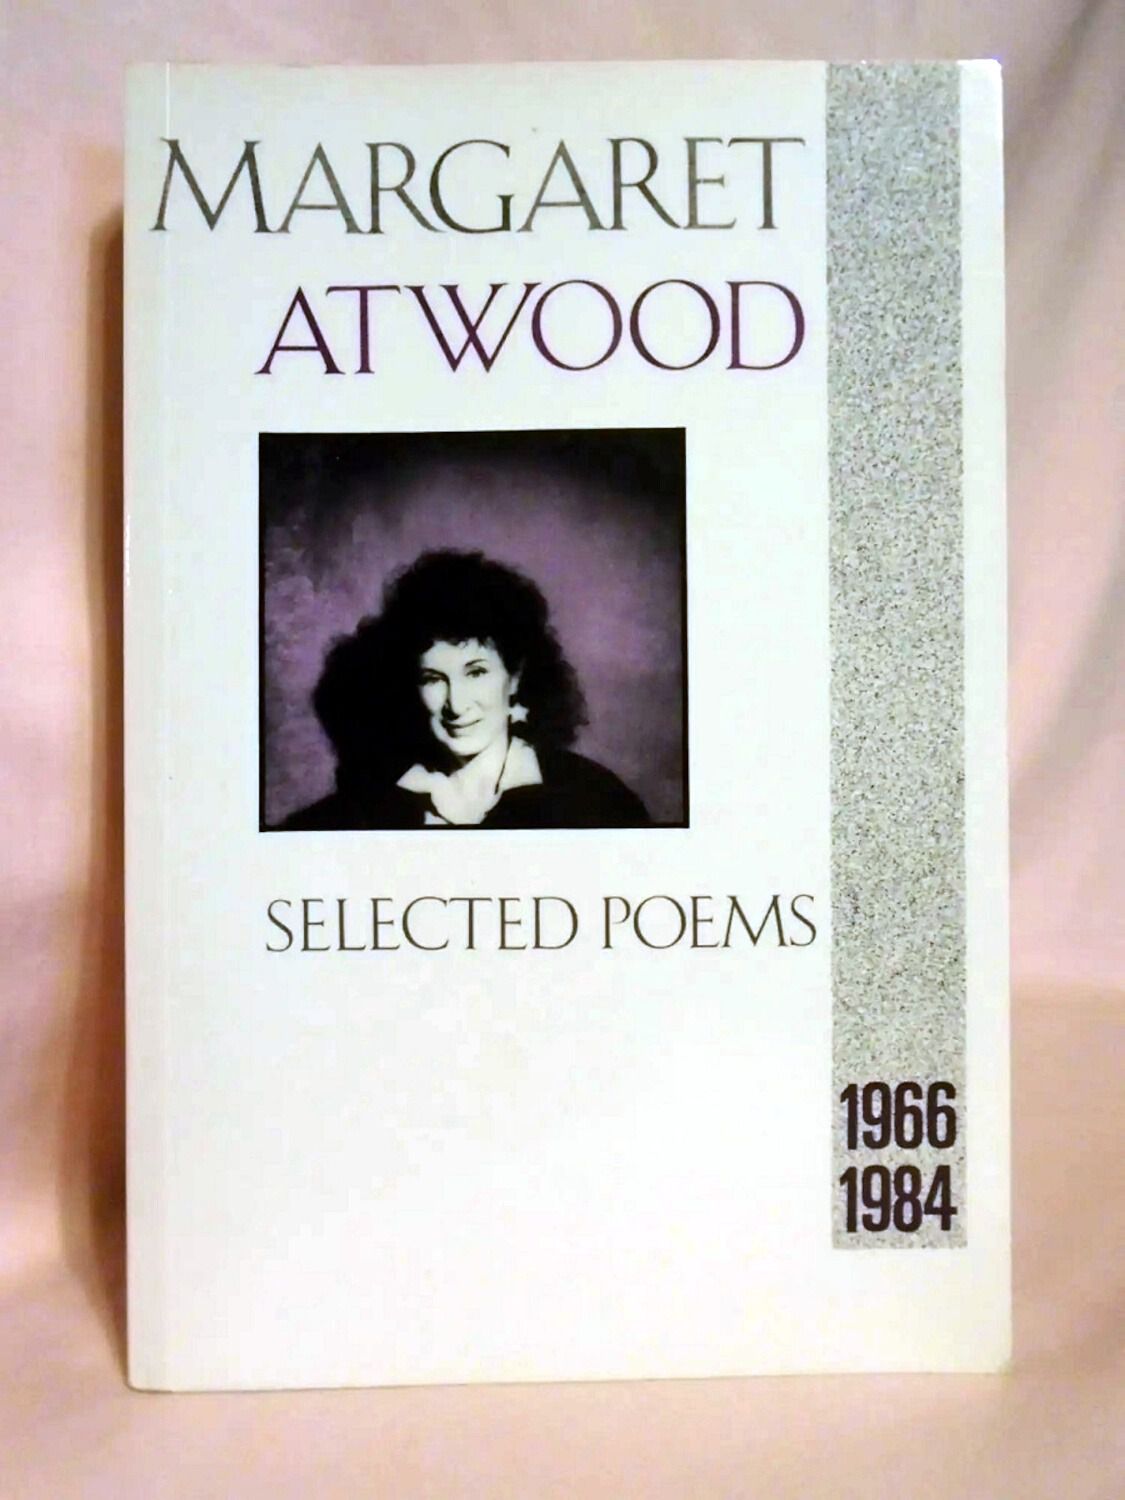 MARGARET
ATWOOD
SELECTED POEMS
1966
1984